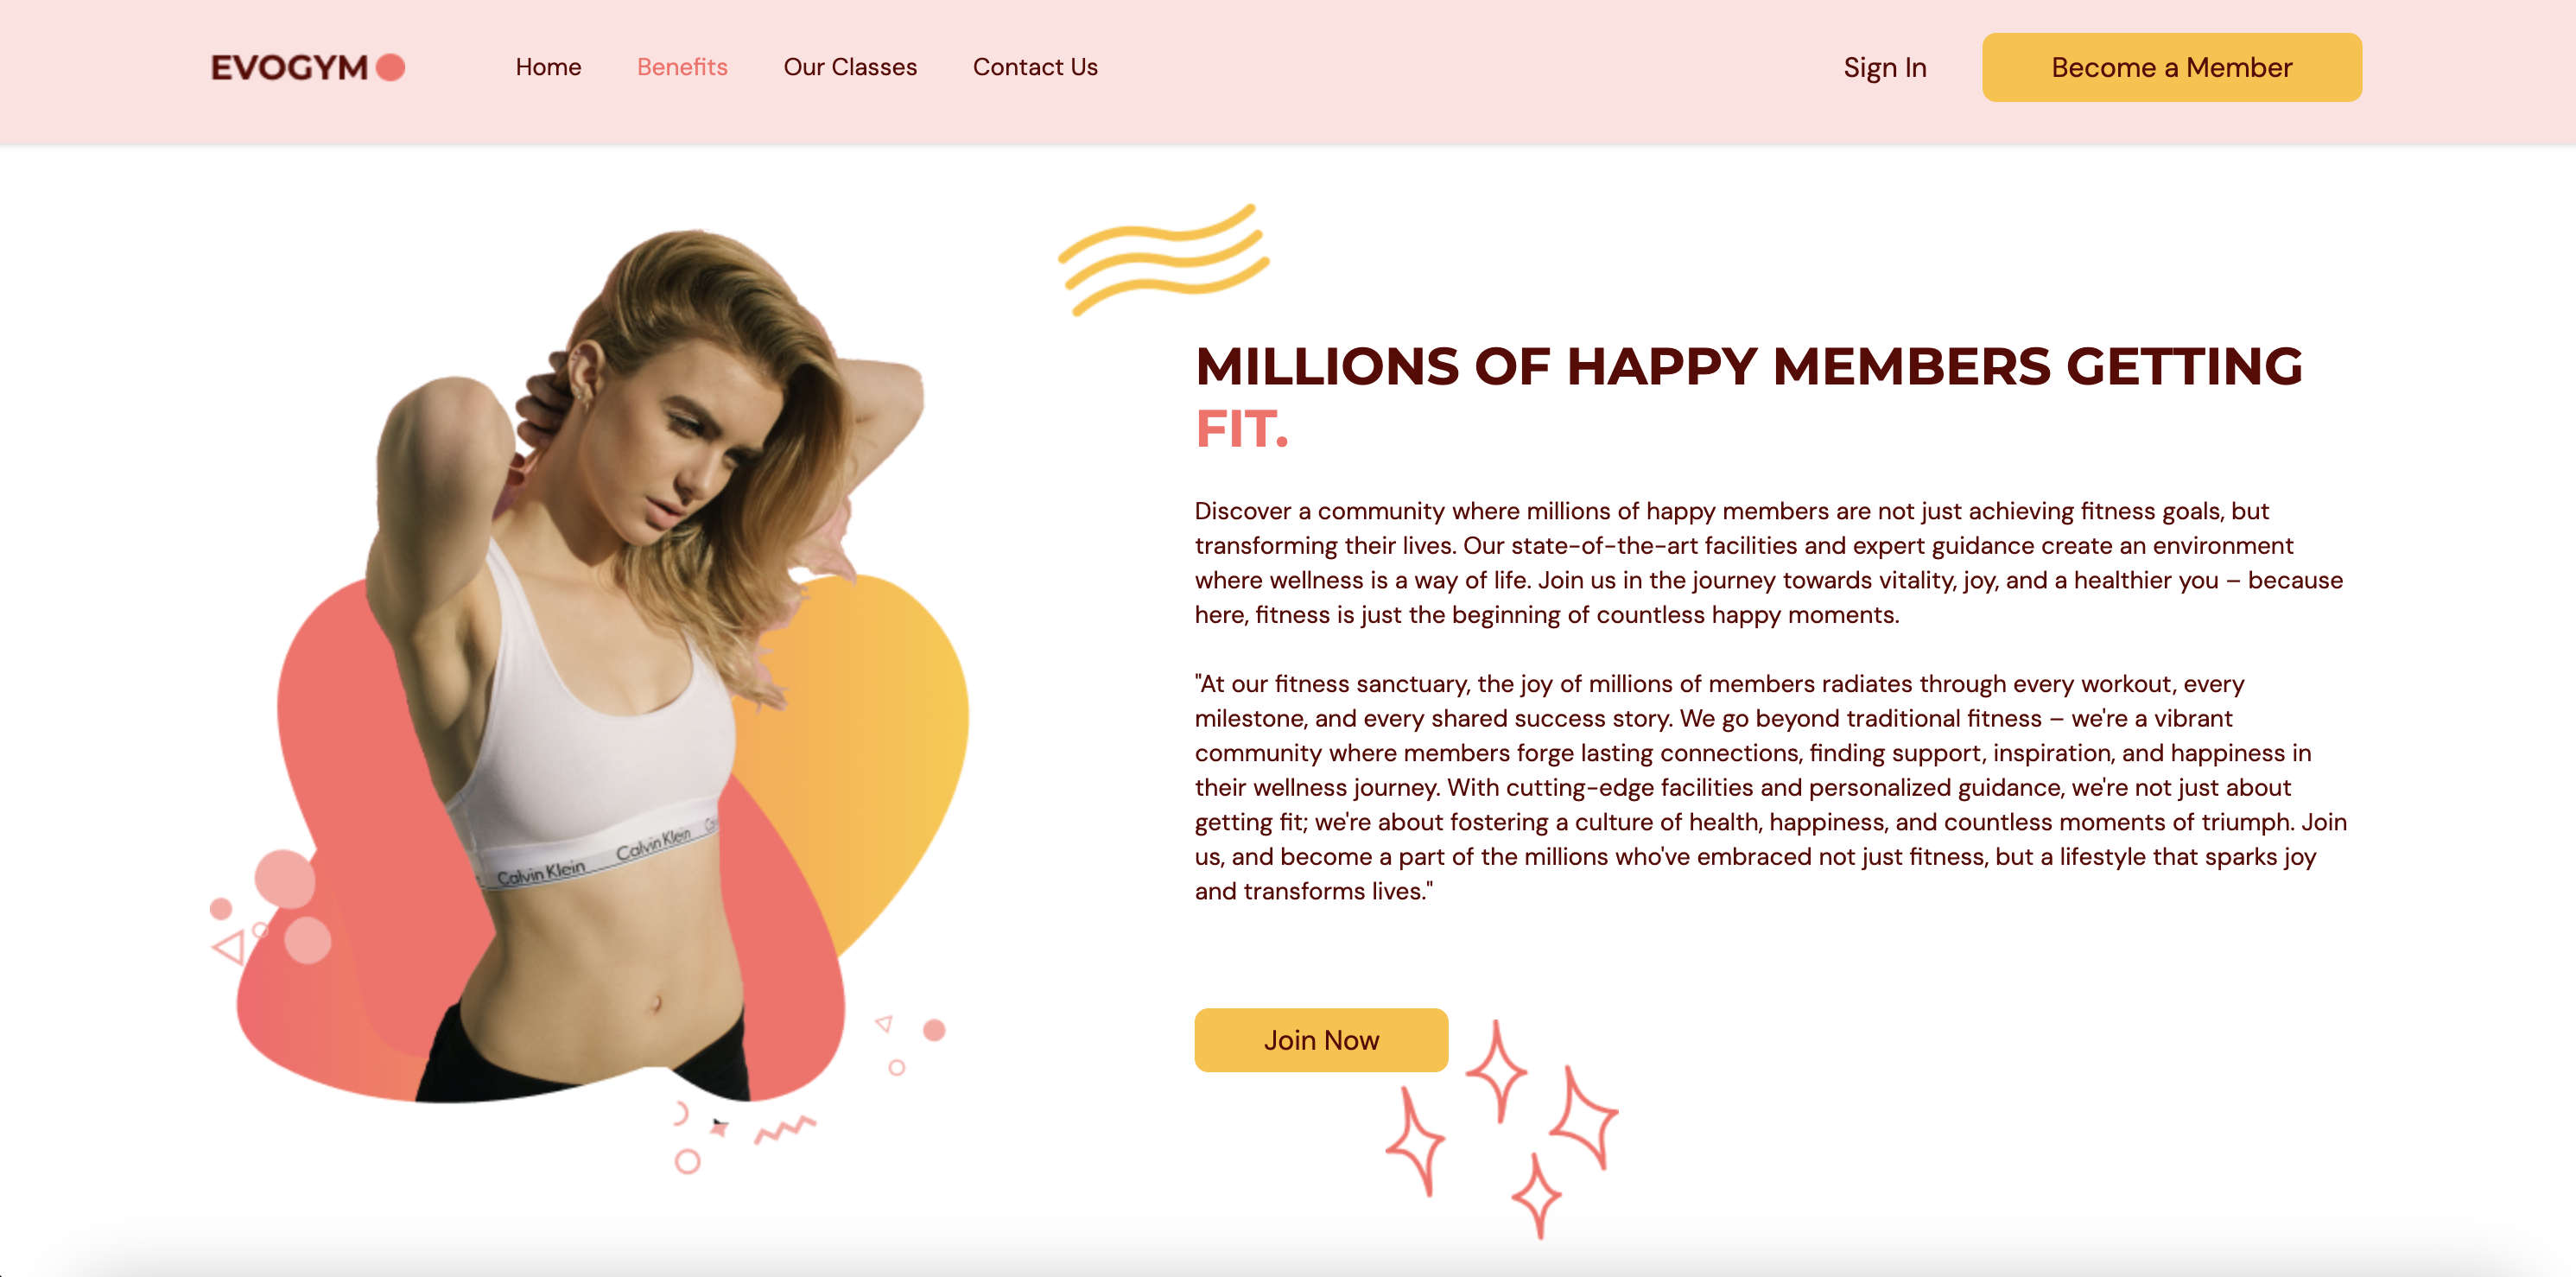 EVOGYM
Home
Benefits
Our Classes
Contact Us
Sign In
Become a Member
MILLIONS OF HAPPY MEMBERS GETTING
FIT.
Discover a community where millions of happy members are not just achieving fitness goals, but
transforming their lives. Our state-of-the-art facilities and expert guidance create an environment
where wellness is a way of life. Join us in the journey towards vitality, joy, and a healthier you – because
here, fitness is just the beginning of countless happy moments.
"At our fitness sanctuary, the joy of millions of members radiates through every workout, every
milestone, and every shared success story. We go beyond traditional fitness – we're a vibrant
community where members forge lasting connections, finding support, inspiration, and happiness in
their wellness journey. With cutting-edge facilities and personalized guidance, we're not just about
getting fit; we're about fostering a culture of health, happiness, and countless moments of triumph. Join
us, and become a part of the millions who've embraced not just fitness, but a lifestyle that sparks joy
and transforms lives."
Join Now
Calvin Klein Calvin Klein